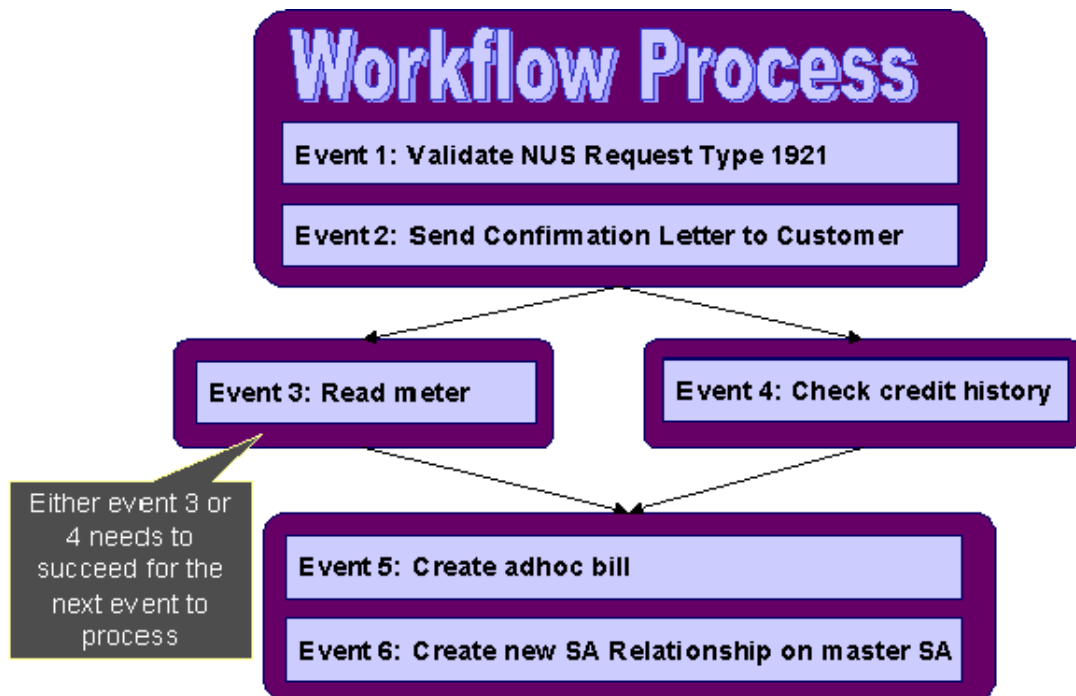 Workflow Process
Event 1: Validate NUS Request Type 1921
Event 2: Send Confirmation Letter to Customer
Event 3: Read meter
Event 4: Check credit history
Either event 3 or
4 needs to
succeed for the
next event to
process
Event 5: Create adhoc bill
Event 6: Create new SA Relationship on master SA